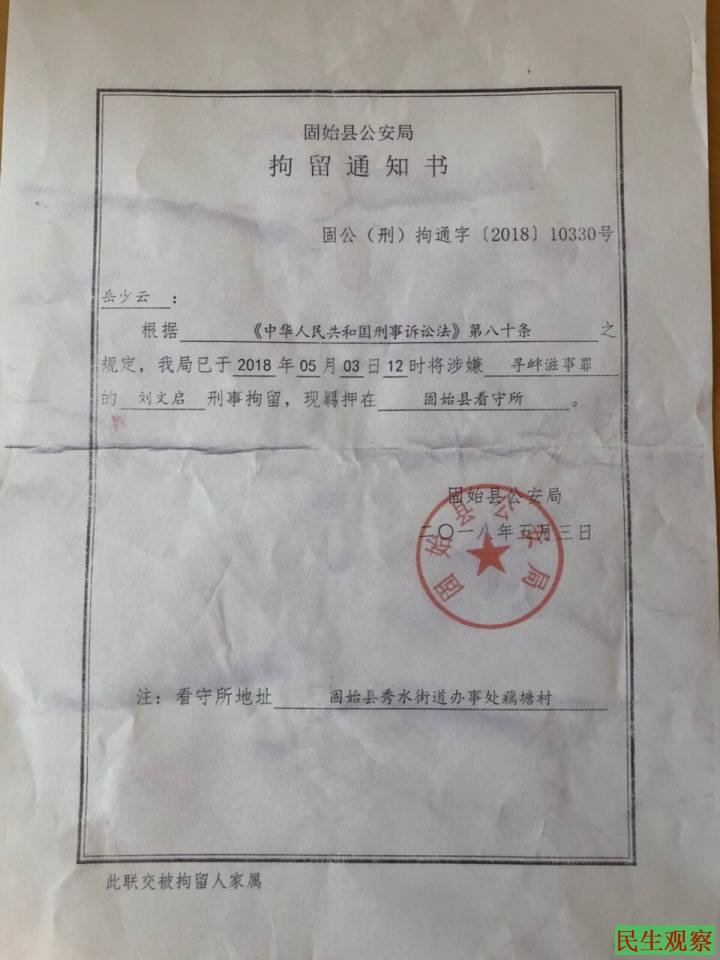 固始县公安局
拘留通知书
固公（刑）拘通字〔2018〕10330号
岳少云：
根据《中华人民共和国刑事诉讼法》第八十条之
规定，我局已于2018年05月03日12时将涉嫌寻衅滋事罪
的刘文启刑事拘留，现羁押在固始县看守所。
固始县公安局
二〇一八年五月三日
固始县公安局
注：看守所地址固始县秀水街道办事处藕塘村
此联交被拘留人家属
民生观察